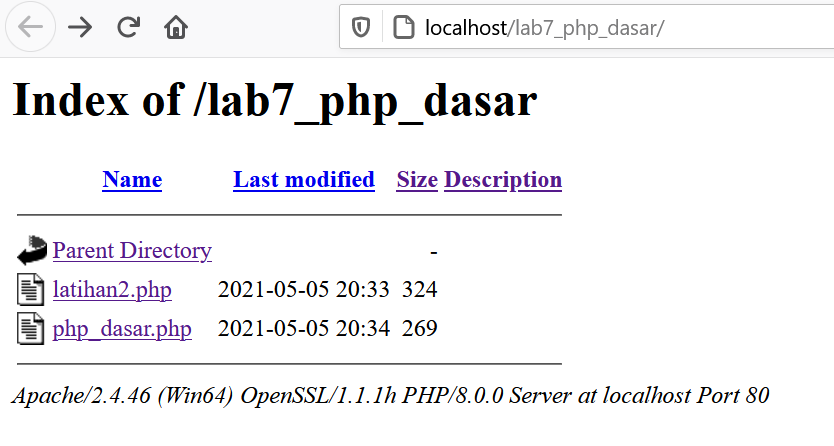 localhost/lab7_php_dasar/
Index of /lab7_php_dasar
Name Last modified Size Description
Parent Directory -
latihan2.php 2021-05-05 20:33 324
php_dasar.php 2021-05-05 20:34 269
Apache/2.4.46 (Win64) OpenSSL/1.1.1h PHP/8.0.0 Server at localhost Port 80